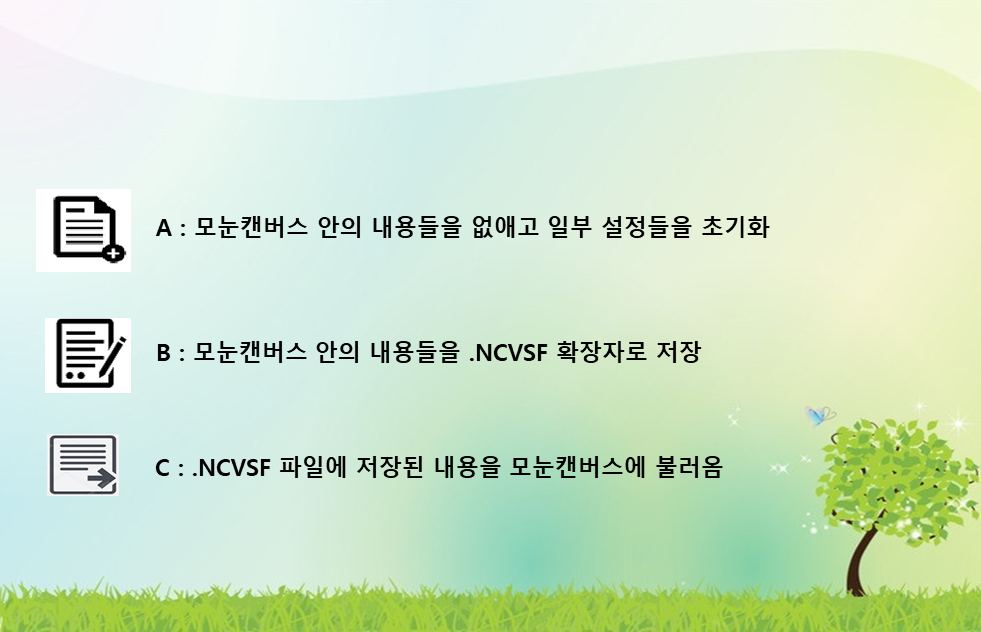 A : 모눈캔버스 안의 내용들을 없애고 일부 설정들을 초기화
B : 모눈캔버스 안의 내용들을 .NCVSF 확장자로 저장
C : .NCVSF 파일에 저장된 내용을 모눈캔버스에 불러옴